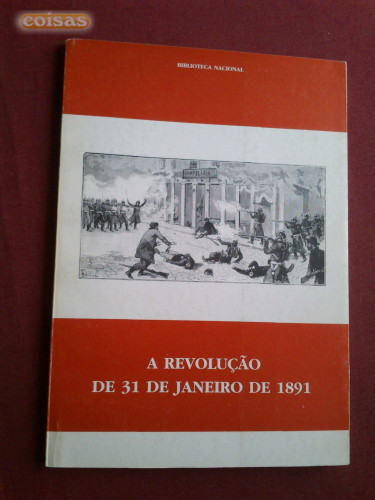 coisas
BIBLIOTECA NACIONAL
A REVOLUÇÃO
DE 31 DE JANEIRO DE 1891